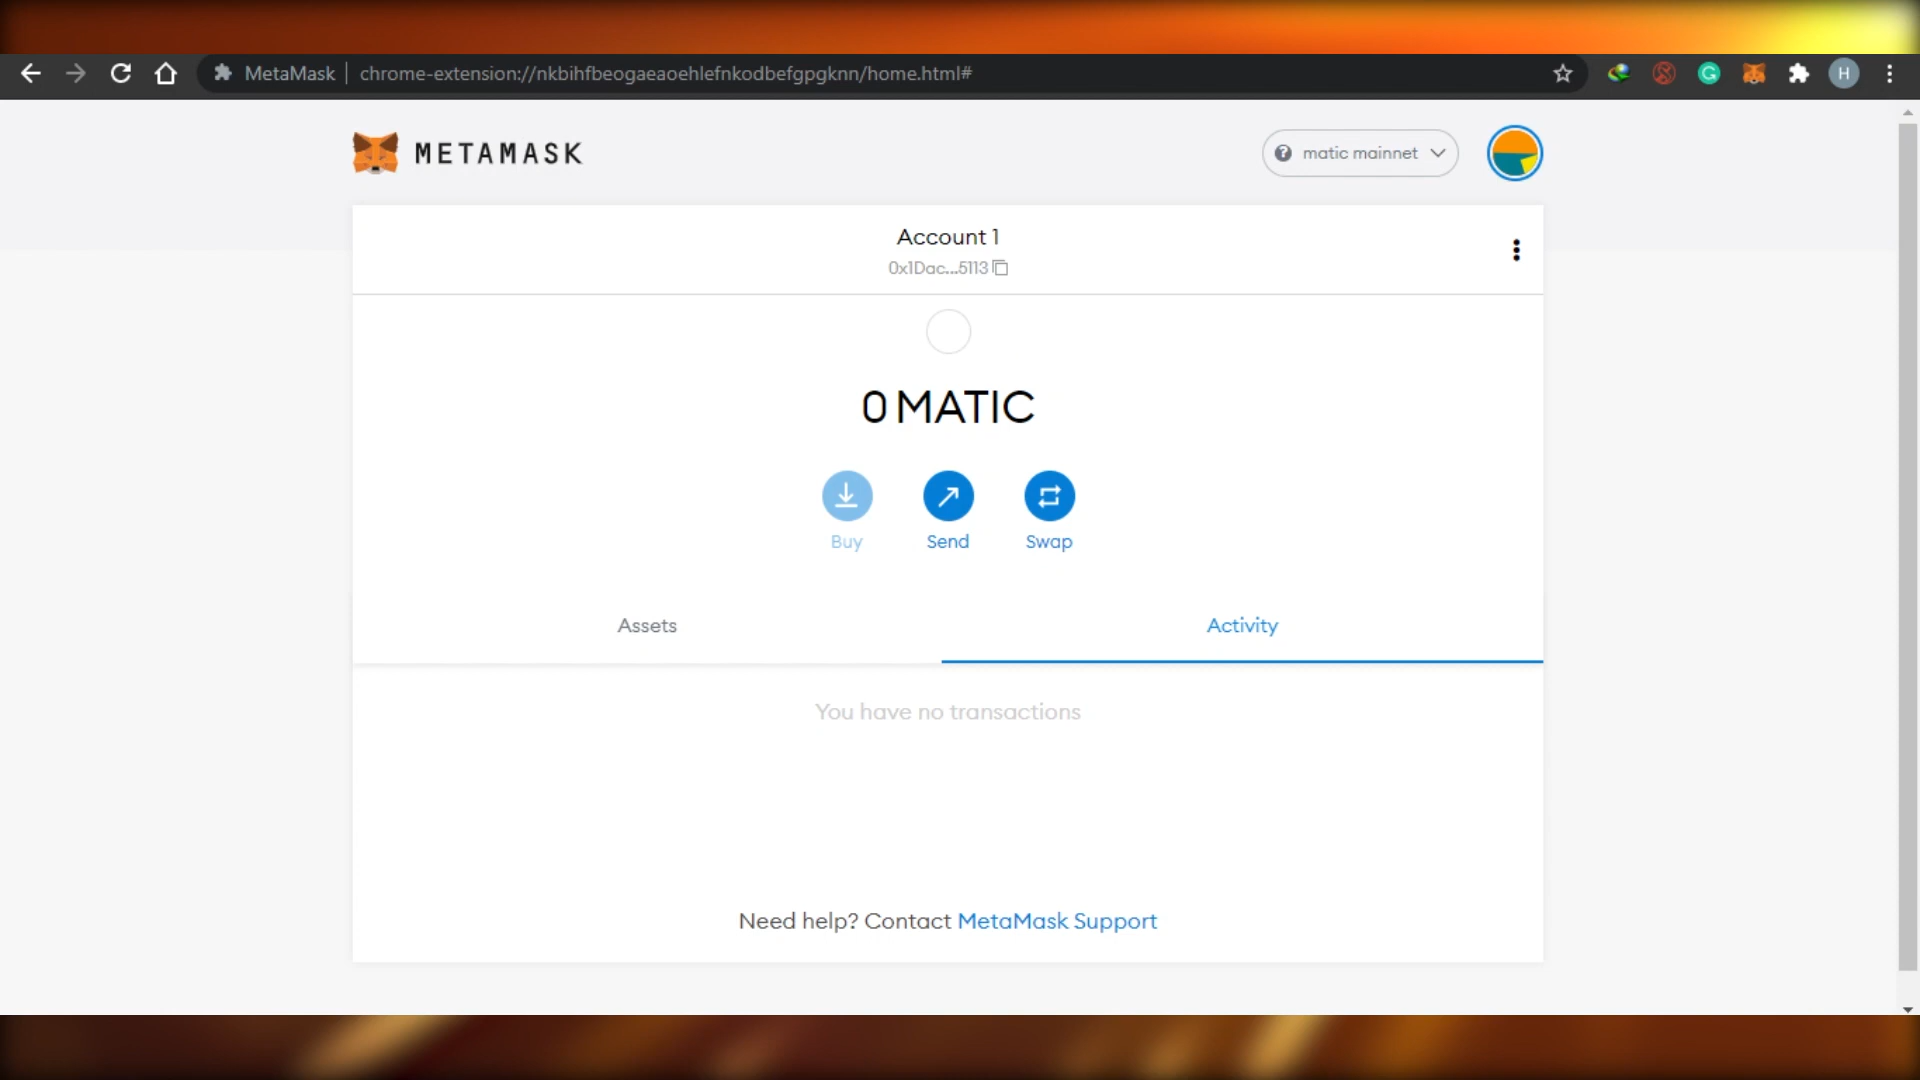 MetaMask chrome-extension://nkbihfbeogaeaoehlefnkodbefgpgknn/home.html#
H
METAMASK
matic mainnet
Account 1
0x1Dac...5113
0 MATIC
Buy Send Swap
Assets Activity
You have no transactions
Need help? Contact MetaMask Support